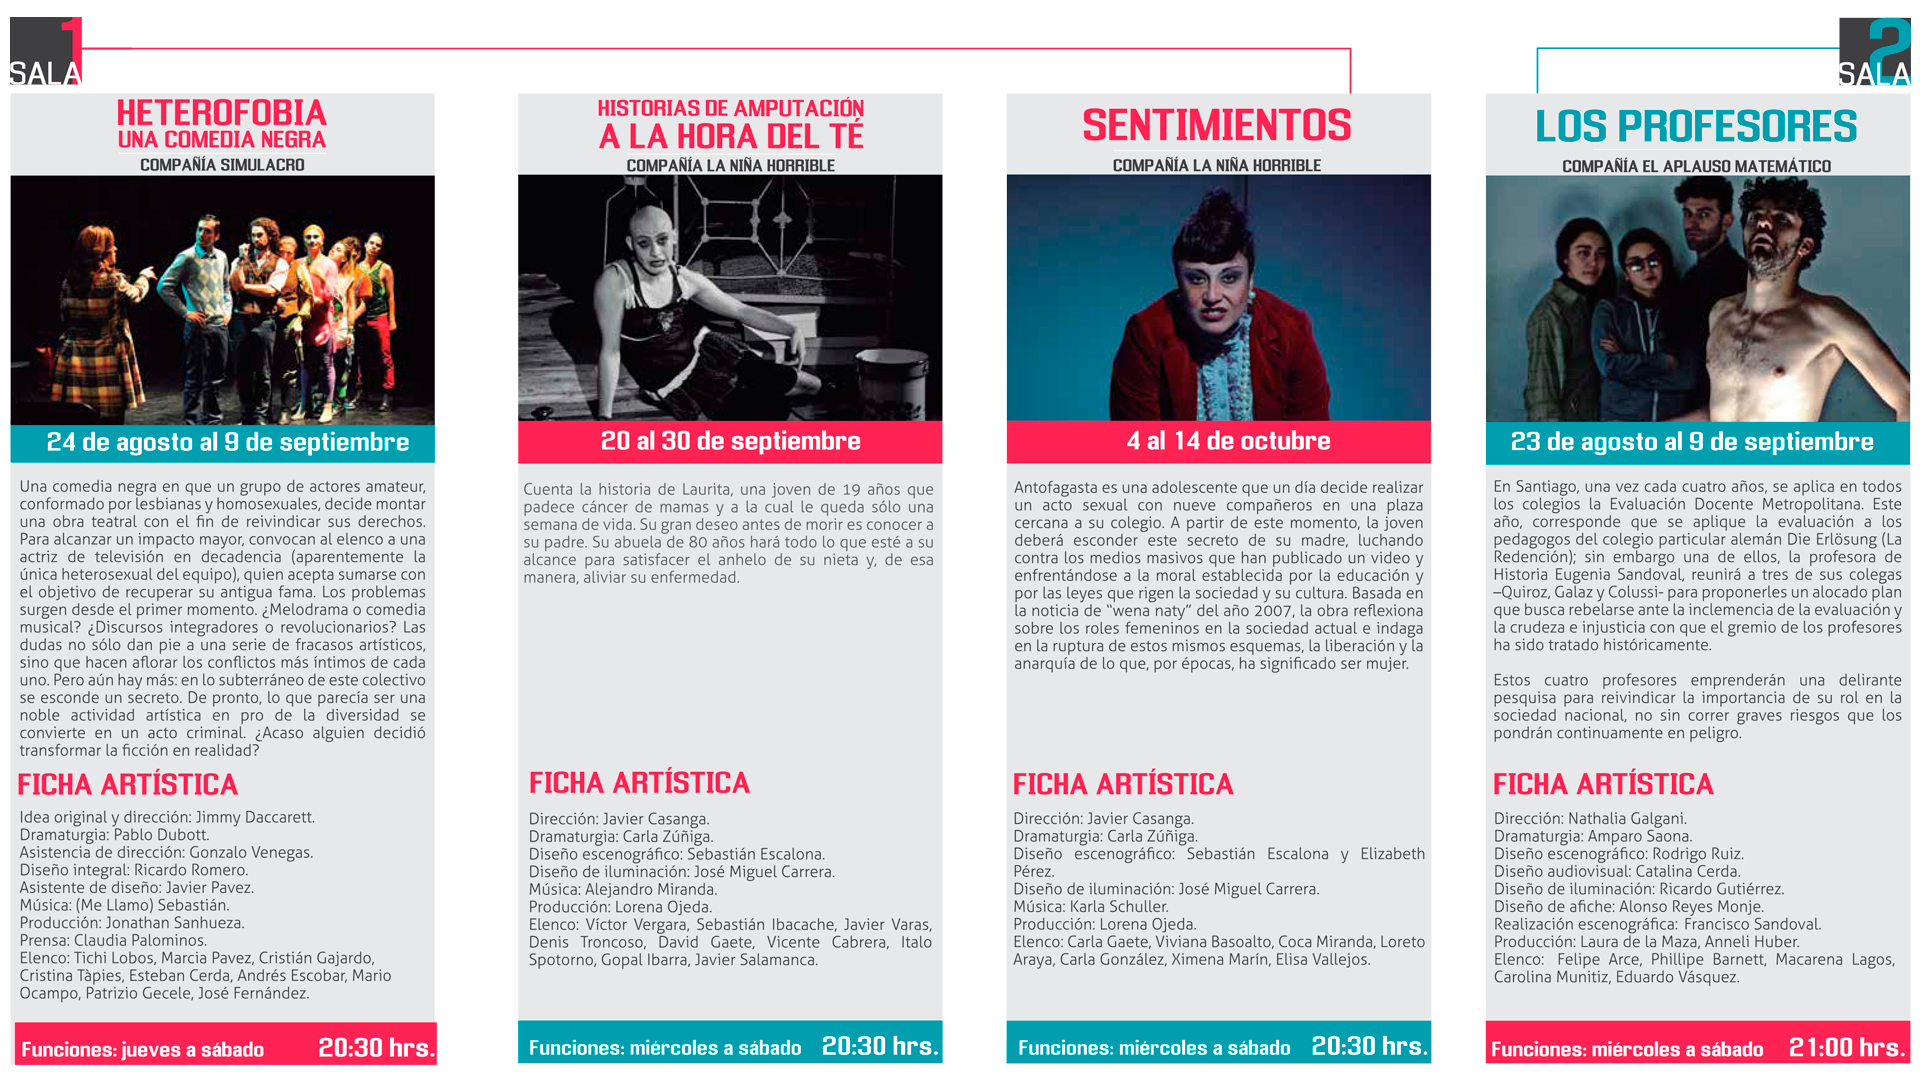 SALA 1
HETEROFOBIA
UNA COMEDIA NEGRA
COMPAÑÍA SIMULACRO
24 de agosto al 9 de septiembre
Una comedia negra en que un grupo de actores amateur,
conformado por lesbianas y homosexuales, decide montar
una obra teatral con el fin de reivindicar sus derechos.
Para alcanzar un impacto mayor, convocan al elenco a una
actriz de televisión en decadencia (aparentemente la
única heterosexual del equipo), quien acepta sumarse con
el objetivo de recuperar su antigua fama. Los problemas
surgen desde el primer momento. ¿Melodrama o comedia
musical? ¿Discursos integradores o revolucionarios? Las
dudas no sólo dan pie a una serie de fracasos artísticos,
sino que hacen aflorar los conflictos más íntimos de cada
uno. Pero aún hay más: en lo subterráneo de este colectivo
se esconde un secreto. De pronto, lo que parecía ser una
noble actividad artística en pro de la diversidad se
convierte en un acto criminal. ¿Acaso alguien decidió
transformar la ficción en realidad?
FICHA ARTÍSTICA
Idea original y dirección: Jimmy Daccarett.
Dramaturgia: Pablo Dubott.
Asistencia de dirección: Gonzalo Venegas.
Diseño integral: Ricardo Romero.
Asistente de diseño: Javier Pavez.
Música: (Me Llamo) Sebastián.
Producción: Jonathan Sanhueza.
Prensa: Claudia Palominos.
Elenco: Tichi Lobos, Marcia Pavez, Cristián Gajardo,
Cristina Tàpies, Esteban Cerda, Andrés Escobar, Mario
Ocampo, Patrizio Gecele, José Fernández.
Funciones: jueves a sábado 20:30 hrs.
HISTORIAS DE AMPUTACIÓN
A LA HORA DEL TÉ
COMPAÑÍA LA NIÑA HORRIBLE
20 al 30 de septiembre
Cuenta la historia de Laurita, una joven de 19 años que
padece cáncer de mamas y a la cual le queda sólo una
semana de vida. Su gran deseo antes de morir es conocer a
su padre. Su abuela de 80 años hará todo lo que esté a su
alcance para satisfacer el anhelo de su nieta y, de esa
manera, aliviar su enfermedad.
FICHA ARTÍSTICA
Dirección: Javier Casanga.
Dramaturgia: Carla Zúñiga.
Diseño escenográfico: Sebastián Escalona.
Diseño de iluminación: José Miguel Carrera.
Música: Alejandro Miranda.
Producción: Lorena Ojeda.
Elenco: Víctor Vergara, Sebastián Ibacache, Javier Varas,
Denis Troncoso, David Gaete, Vicente Cabrera, Italo
Spotorno, Gopal Ibarra, Javier Salamanca.
Funciones: miércoles a sábado 20:30 hrs.
SENTIMIENTOS
COMPAÑÍA LA NIÑA HORRIBLE
4 al 14 de octubre
Antofagasta es una adolescente que un día decide realizar
un acto sexual con nueve compañeros en una plaza
cercana a su colegio. A partir de este momento, la joven
deberá esconder este secreto de su madre, luchando
contra los medios masivos que han publicado un video y
enfrentándose a la moral establecida por la educación y
por las leyes que rigen la sociedad y su cultura. Basada en
la noticia de “wena naty” del año 2007, la obra reflexiona
sobre los roles femeninos en la sociedad actual e indaga
en la ruptura de estos mismos esquemas, la liberación y la
anarquía de lo que, por épocas, ha significado ser mujer.
FICHA ARTÍSTICA
Dirección: Javier Casanga.
Dramaturgia: Carla Zúñiga.
Diseño escenográfico: Sebastián Escalona y Elizabeth
Pérez.
Diseño de iluminación: José Miguel Carrera.
Música: Karla Schuller.
Producción: Lorena Ojeda.
Elenco: Carla Gaete, Viviana Basoalto, Coca Miranda, Loreto
Araya, Carla González, Ximena Marín, Elisa Vallejos.
Funciones: miércoles a sábado 20:30 hrs.
SALA 2
LOS PROFESORES
COMPAÑÍA EL APLAUSO MATEMÁTICO
23 de agosto al 9 de septiembre
En Santiago, una vez cada cuatro años, se aplica en todos
los colegios la Evaluación Docente Metropolitana. Este
año, corresponde que se aplique la evaluación a los
pedagogos del colegio particular alemán Die Erlösung (La
Redención); sin embargo una de ellos, la profesora de
Historia Eugenia Sandoval, reunirá a tres de sus colegas
–Quiroz, Galaz y Colussi- para proponerles un alocado plan
que busca rebelarse ante la inclemencia de la evaluación y
la crudeza e injusticia con que el gremio de los profesores
ha sido tratado históricamente.
Estos cuatro profesores emprenderán una delirante
pesquisa para reivindicar la importancia de su rol en la
sociedad nacional, no sin correr graves riesgos que los
pondrán continuamente en peligro.
FICHA ARTÍSTICA
Dirección: Nathalia Galgani.
Dramaturgia: Amparo Saona.
Diseño escenográfico: Rodrigo Ruiz.
Diseño audiovisual: Catalina Cerda.
Diseño de iluminación: Ricardo Gutiérrez.
Diseño de afiche: Alonso Reyes Monje.
Realización escenográfica: Francisco Sandoval.
Producción: Laura de la Maza, Anneli Huber.
Elenco: Felipe Arce, Phillipe Barnett, Macarena Lagos,
Carolina Munitiz, Eduardo Vásquez.
Funciones: miércoles a sábado 21:00 hrs.